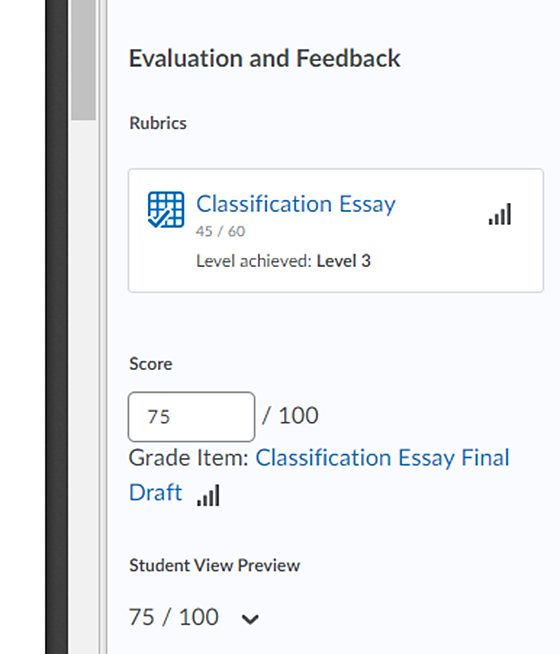 Evaluation and Feedback
Rubrics
Classification Essay
45 / 60
Level achieved: Level 3
Score
75 / 100
Grade Item: Classification Essay Final
Draft
Student View Preview
75 / 100